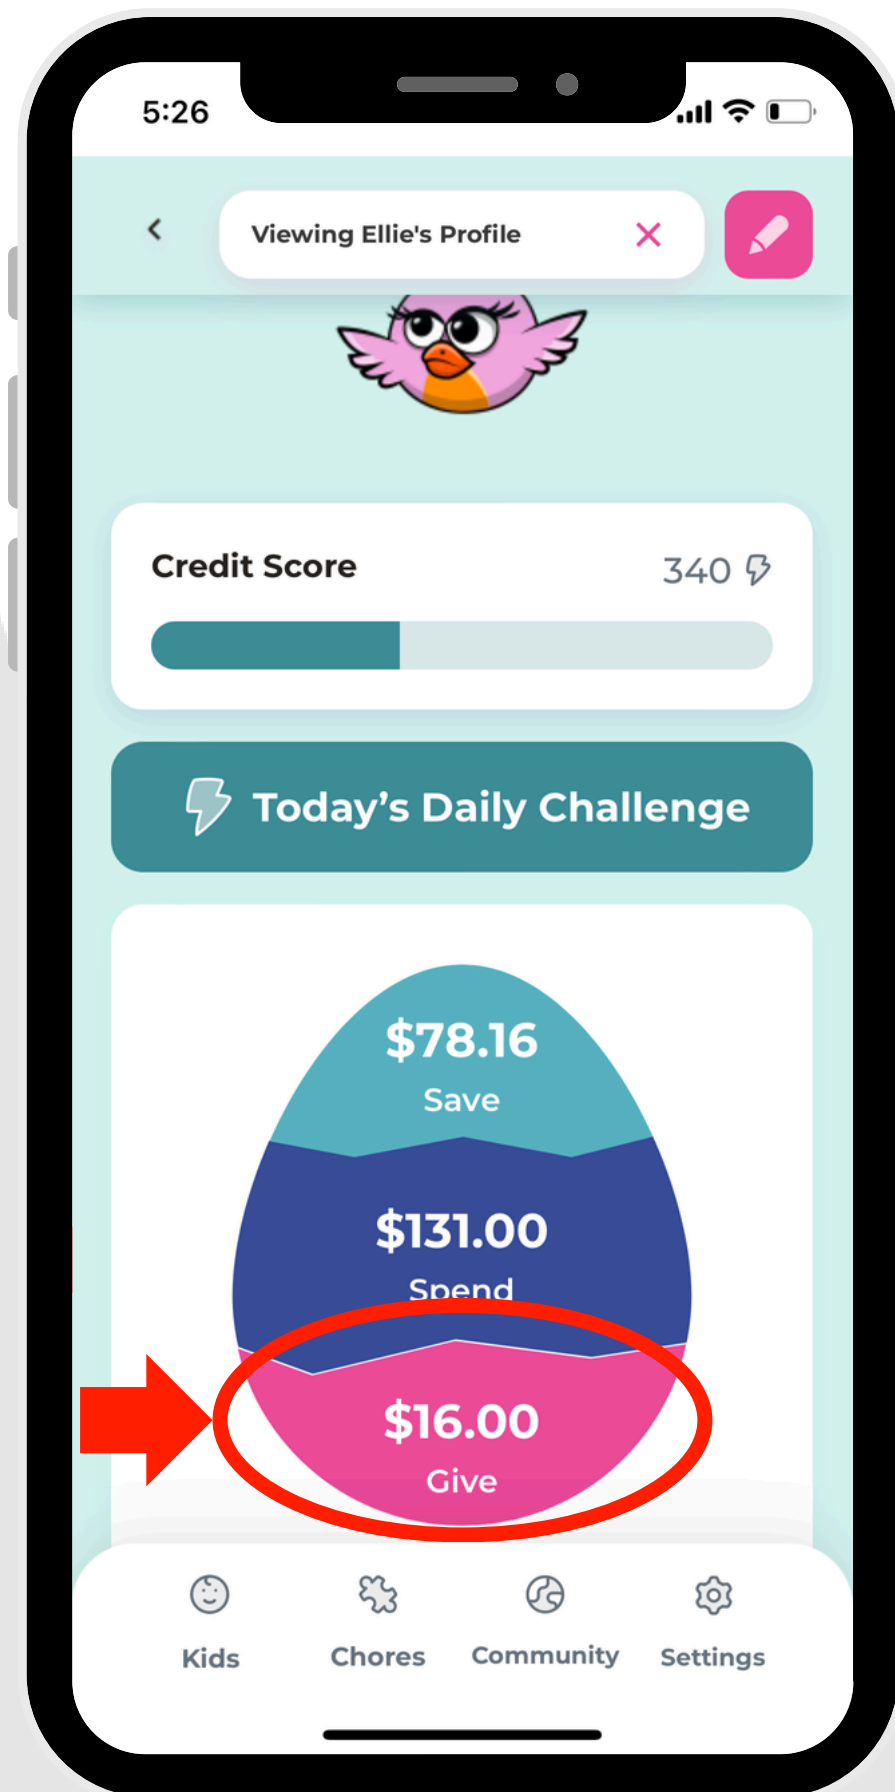 5:26
Viewing Ellie's Profile
Credit Score
340
Today’s Daily Challenge
$78.16
Save
$131.00
Spend
$16.00
Give
Kids Chores Community Settings